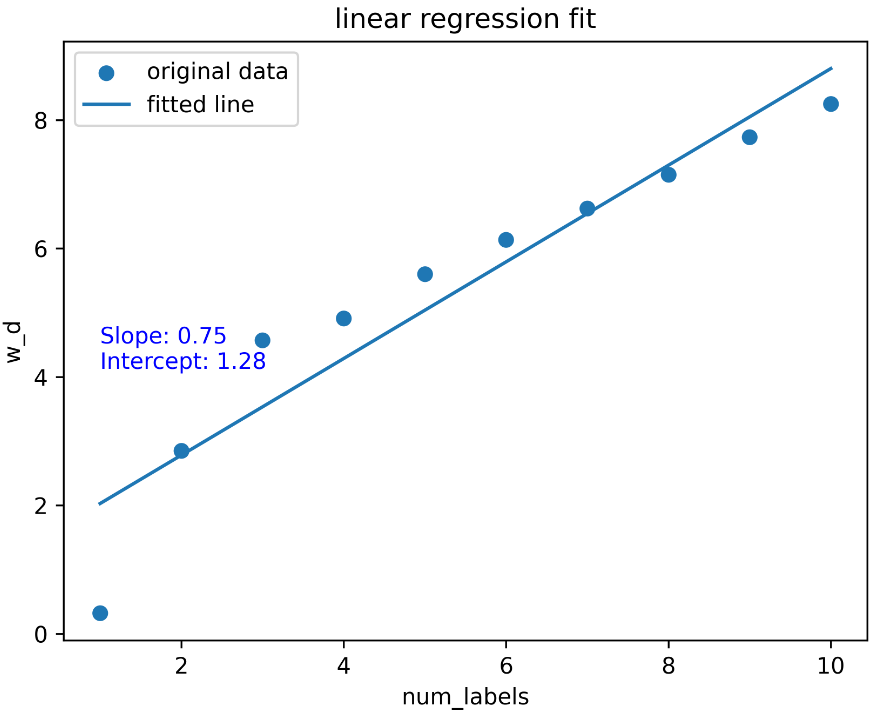 linear regression fit
original data
fitted line
8
6
4
2
0
Slope: 0.75
Intercept: 1.28
w_d
2 4 6 8 10
num_labels